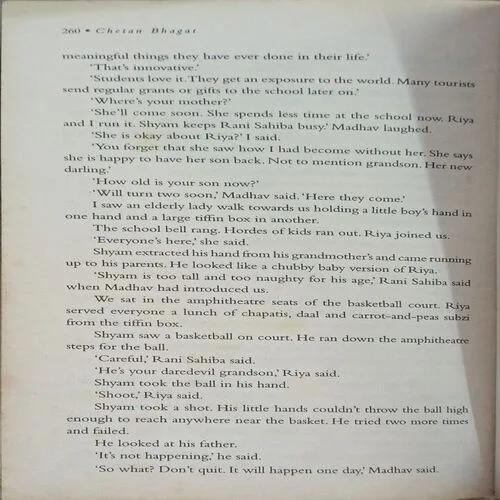 260 • Chetan Bhagat
meaningful things they have ever done in their life.'
'That's innovative.'
'Students love it. They get an exposure to the world. Many tourists
send regular grants or gifts to the school later on.'
'Where's your mother?'
'She'll come soon. She spends less time at the school now. Riya
and I run it. Shyam keeps Rani Sahiba busy.' Madhav laughed.
'She is okay about Riya?' I said.
'You forget that she saw how I had become without her. She says
she is happy to have her son back. Not to mention grandson. Her new
darling.'
'How old is your son now?'
'Will turn two soon,' Madhav said. 'Here they come.'
I saw an elderly lady walk towards us holding a little boy's hand in
one hand and a large tiffin box in another.
The school bell rang. Hordes of kids ran out. Riya joined us.
'Everyone's here,' she said.
Shyam extracted his hand from his grandmother's and came running
up to his parents. He looked like a chubby baby version of Riya.
'Shyam is too tall and too naughty for his age,' Rani Sahiba said
when Madhav had introduced us.
We sat in the amphitheatre seats of the basketball court. Riya
served everyone a lunch of chapatis, daal and carrot-and-peas subzi
from the tiffin box.
Shyam saw a basketball on court. He ran down the amphitheatre
steps for the ball.
'Careful,' Rani Sahiba said.
'He's your daredevil grandson,' Riya said.
Shyam took the ball in his hand.
'Shoot,' Riya said.
Shyam took a shot. His little hands couldn't throw the ball high
enough to reach anywhere near the basket. He tried two more times
and failed.
He looked at his father.
'It's not happening,' he said.
'So what? Don't quit. It will happen one day,' Madhav said.